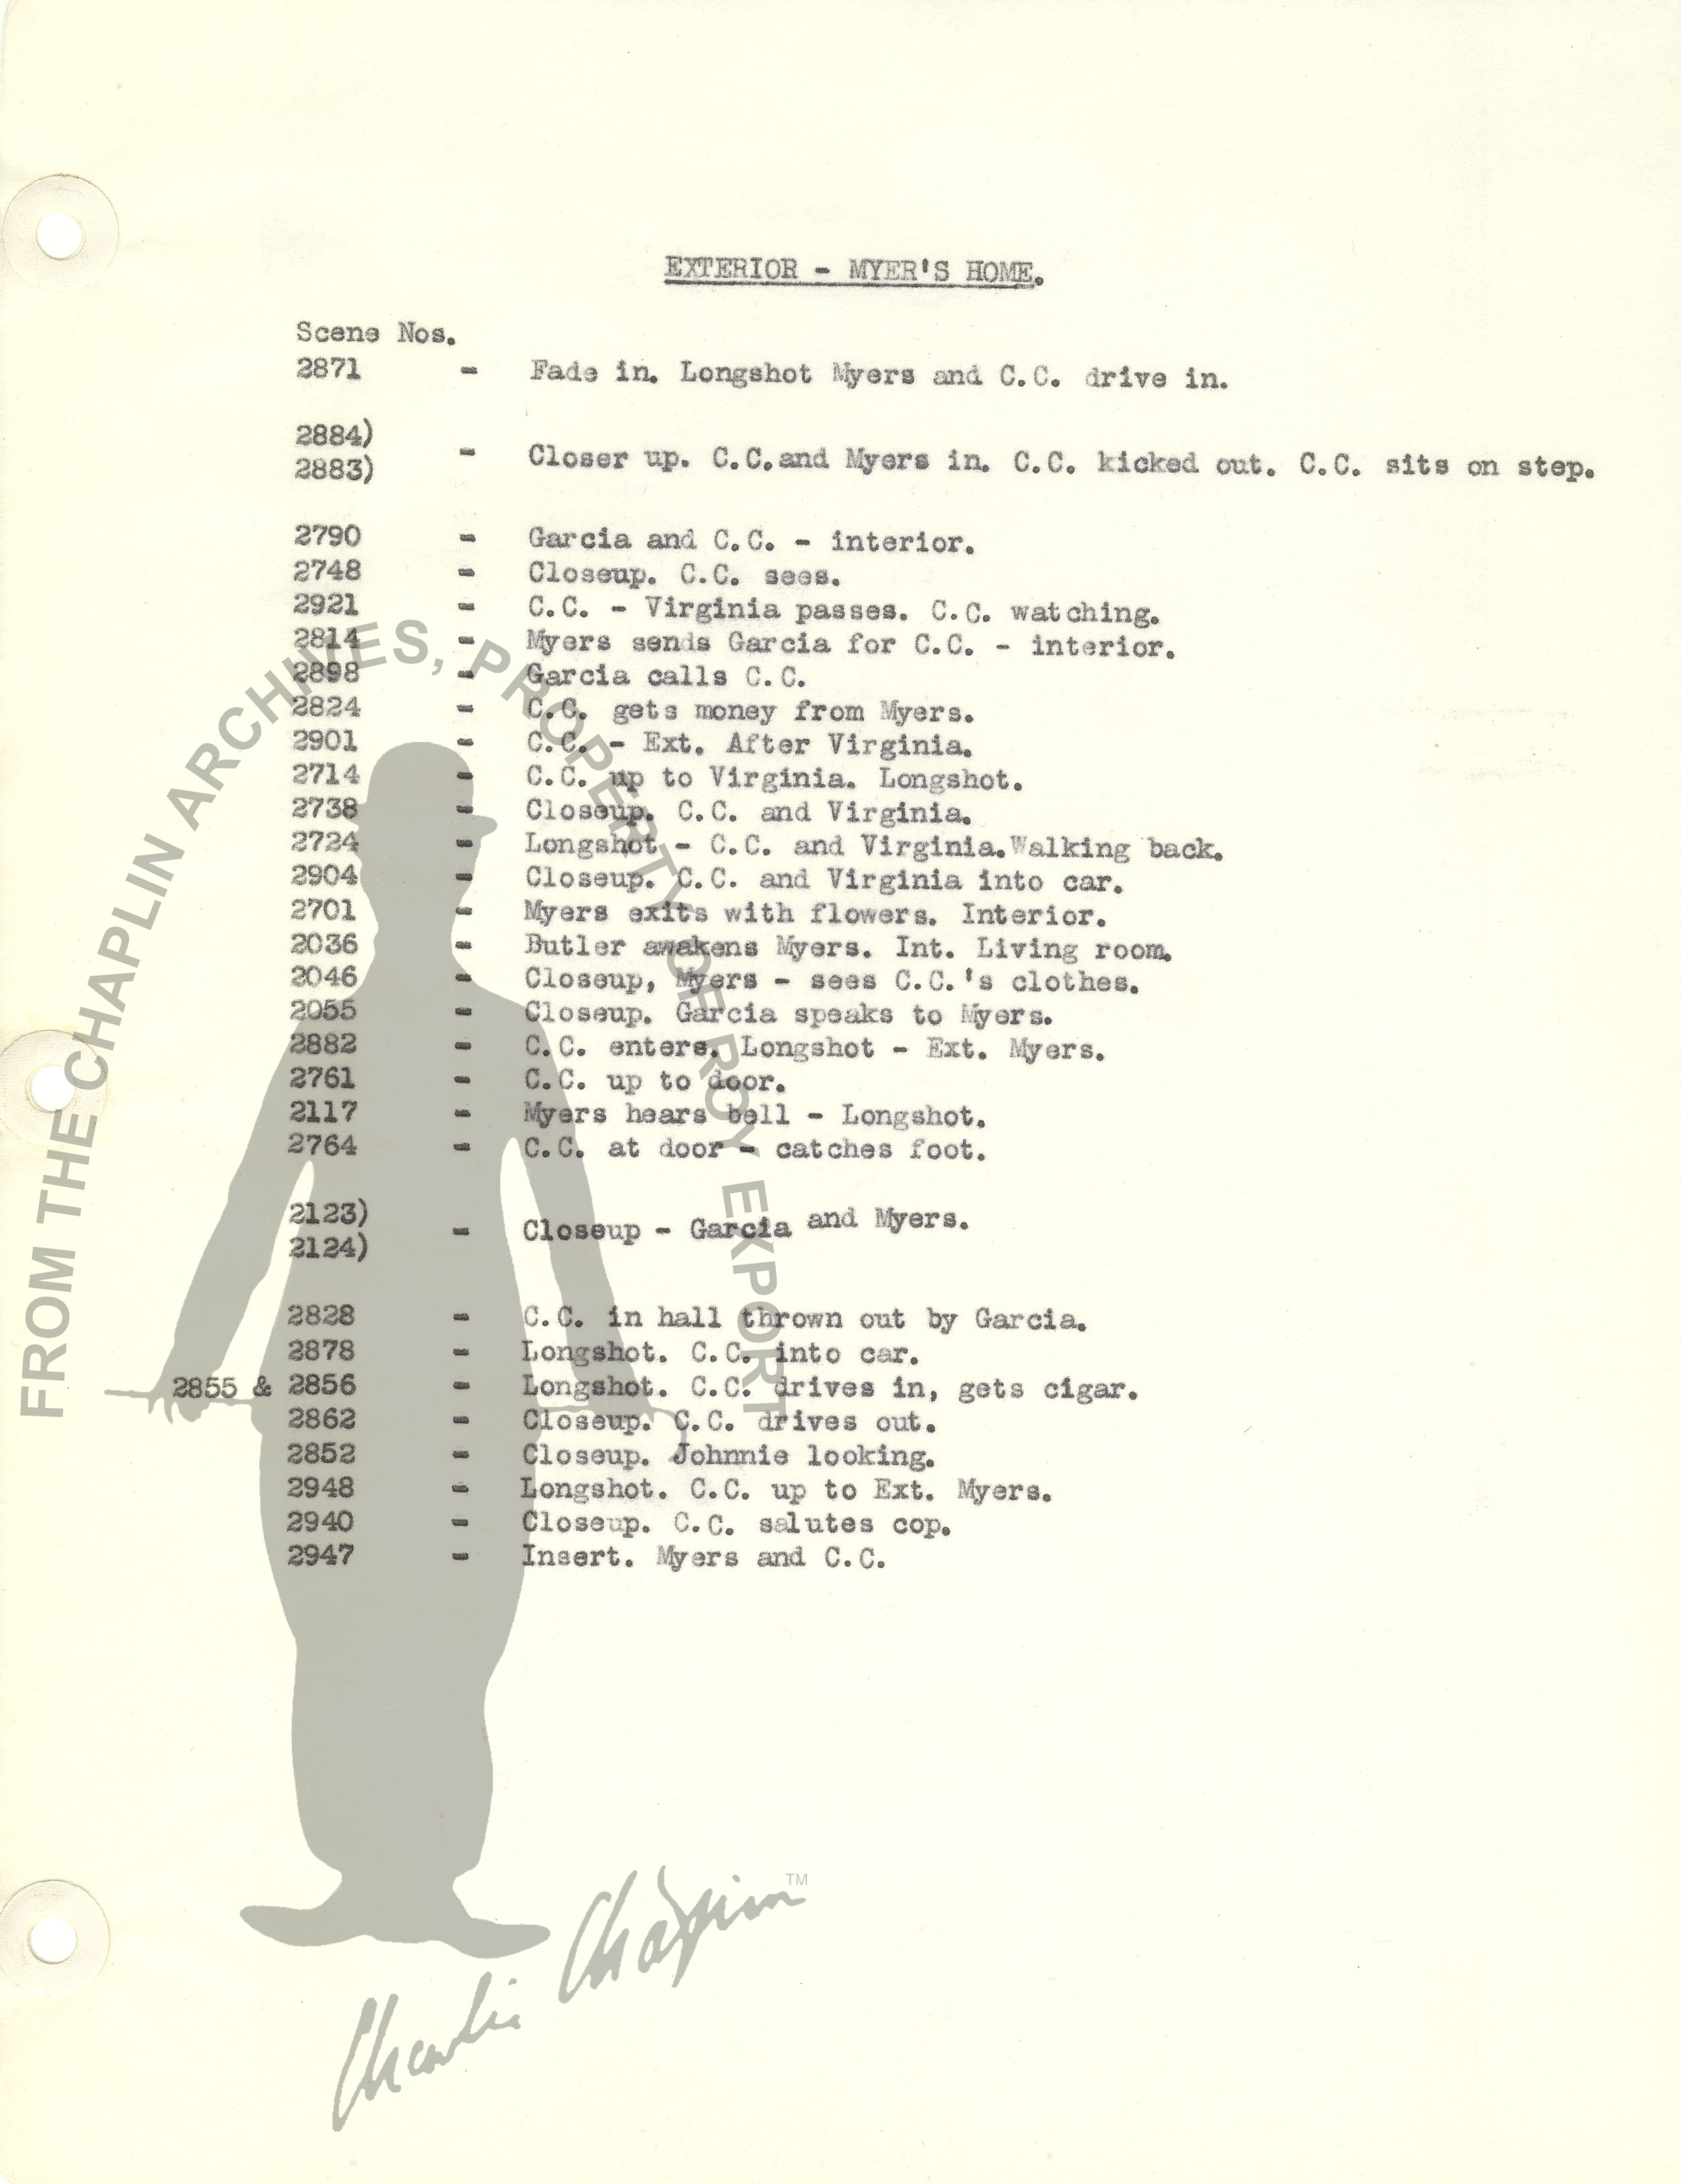 EXTERIOR - MYER'S HOME.
Scene Nos.
2871 - Fade in. Longshot Myers and C.C. drive in.
2884)
2883) - Closer up. C.C.and Myers in. C.C. kicked out. C.C. sits on step.
2790 - Garcia and C.C. - interior.
2748 - Closeup. C.C. sees.
2921 - C.C. - Virginia passes. C.C. watching.
2814 - Myers sends Garcia for C.C. - interior.
2898 - Garcia calls C.C.
2824 - C.C. gets money from Myers.
2901 - C.C. - Ext. After Virginia.
2714 - C.C. up to Virginia. Longshot.
2738 - Closeup. C.C. and Virginia.
2724 - Longshot - C.C. and Virginia.Walking back.
2904 - Closeup. C.C. and Virginia into car.
2701 - Myers exits with flowers. Interior.
2036 - Butler awakens Myers. Int. Living room.
2046 - Closeup, Myers - sees C.C.'s clothes.
2055 - Closeup. Garcia speaks to Myers.
2882 - C.C. enters. Longshot - Ext. Myers.
2761 - C.C. up to door.
2117 - Myers hears bell - Longshot.
2764 - C.C. at door - catches foot.
2123)
2124) - Closeup - Garcia and Myers.
2828 - C.C. in hall thrown out by Garcia.
2878 - Longshot. C.C. into car.
2855 & 2856 - Longshot. C.C. drives in, gets cigar.
2862 - Closeup. C.C. drives out.
2852 - Closeup. Johnnie looking.
2948 - Longshot. C.C. up to Ext. Myers.
2940 - Closeup. C.C. salutes cop.
2947 - Insert. Myers and C.C.
FROM THE CHAPLIN ARCHIVES, PROPERTY OF ROY EXPORT
Charlie Chaplin TM